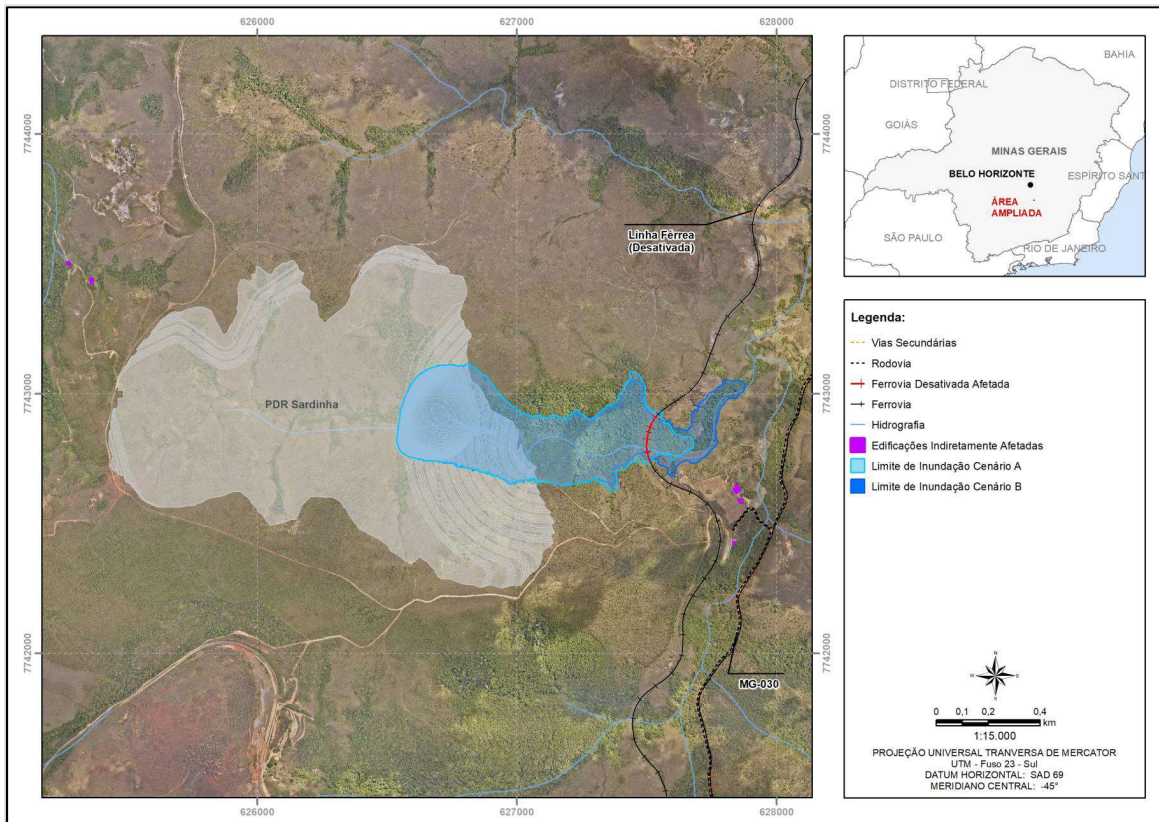 626000
627000
628000
7744000
7744000
Linha Férrea
(Desativada)
7743000
7743000
PDR Sardinha
7742000
7742000
MG-030
626000
627000
628000
BAHIA
DISTRITO FEDERAL
GOIÁS
MINAS GERAIS
BELO HORIZONTE
ESPÍRITO SANT
ÁREA
AMPLIADA
SÃO PAULO
RIO DE JANEIRO
Legenda:
Vias Secundárias
Rodovia
Ferrovia Desativada Afetada
Ferrovia
Hidrografia
Edificações Indiretamente Afetadas
Limite de Inundação Cenário A
Limite de Inundação Cenário B
N
W
E
S
0 0,1 0,2 0,4
km
1:15.000
PROJEÇÃO UNIVERSAL TRANVERSA DE MERCATOR
UTM - Fuso 23 - Sul
DATUM HORIZONTAL: SAD 69
MERIDIANO CENTRAL: -45°